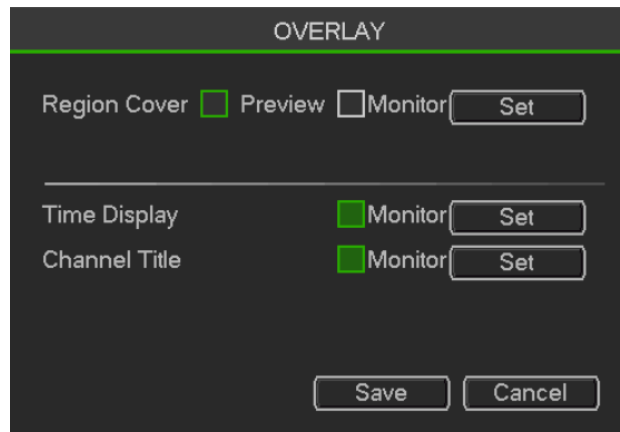 OVERLAY
Region Cover Preview Monitor Set
Time Display Monitor Set
Channel Title Monitor Set
Save Cancel